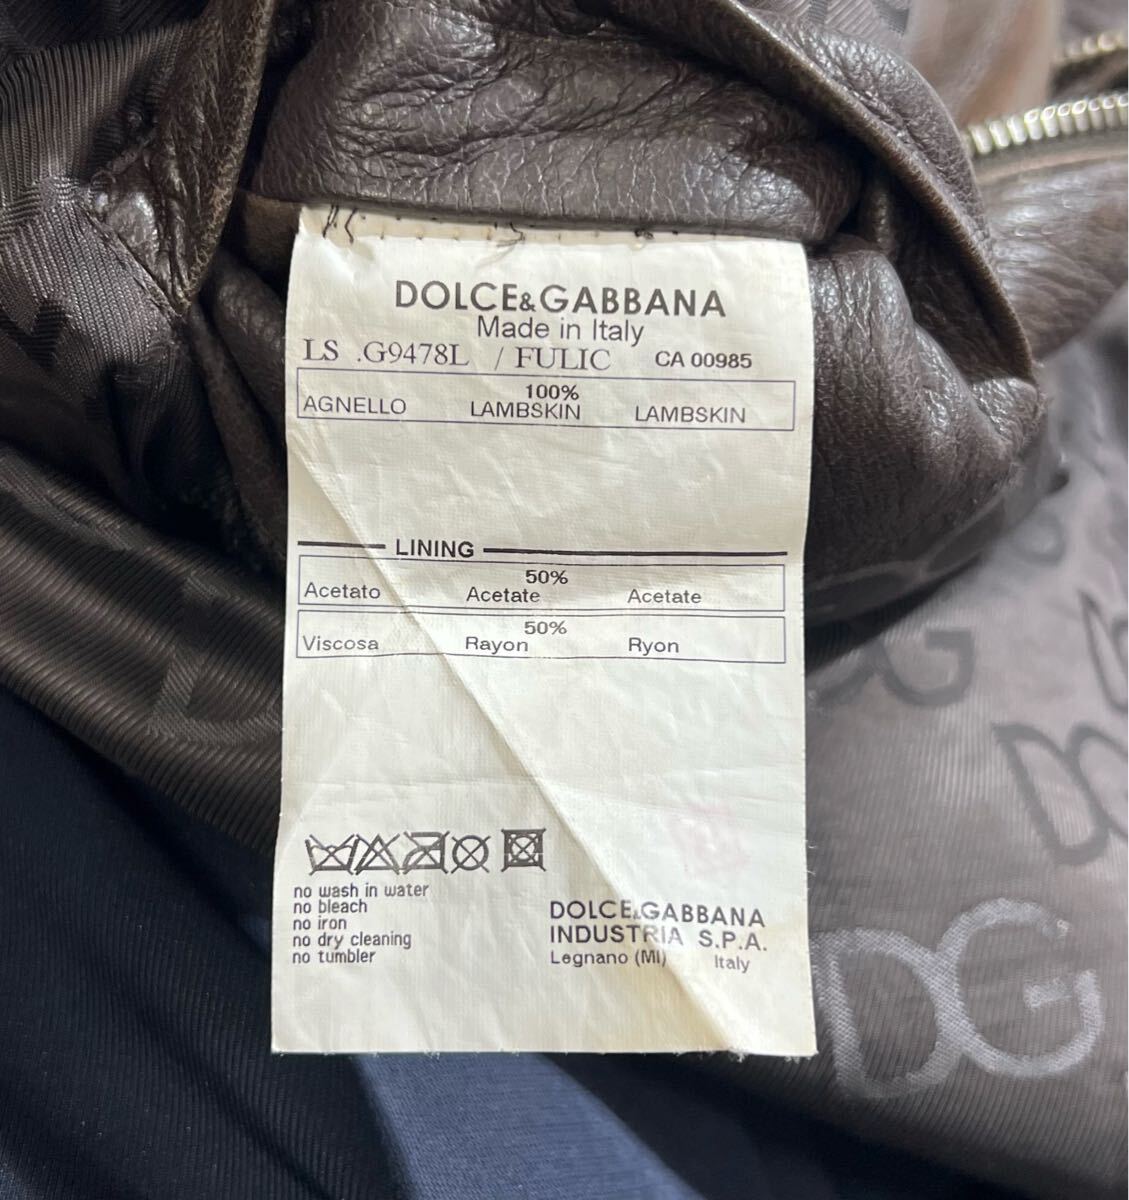 DOLCE&GABBANA
Made in Italy
LS .G9478L / FULIC CA 00985
100%
AGNELLO LAMBSKIN LAMBSKIN
LINING
50%
Acetato Acetate Acetate
50%
Viscosa Rayon Ryon
no wash in water
no bleach
no iron
no dry cleaning
no tumbler
DOLCE&GABBANA
INDUSTRIA S.P.A.
Legnano (MI) Italy
DG
DG
DG